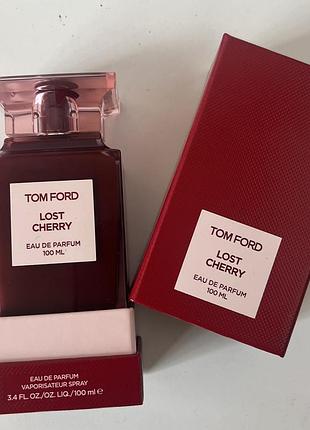 TOM FORD
LOST
CHERRY
EAU DE PARFUM
100 ML
EAU DE PARFUM
VAPORISATEUR SPRAY
3.4 FL. OZ./OZ. LIQ./100 ml e
TOM FORD
LOST
CHERRY
EAU DE PARFUM
100 ML